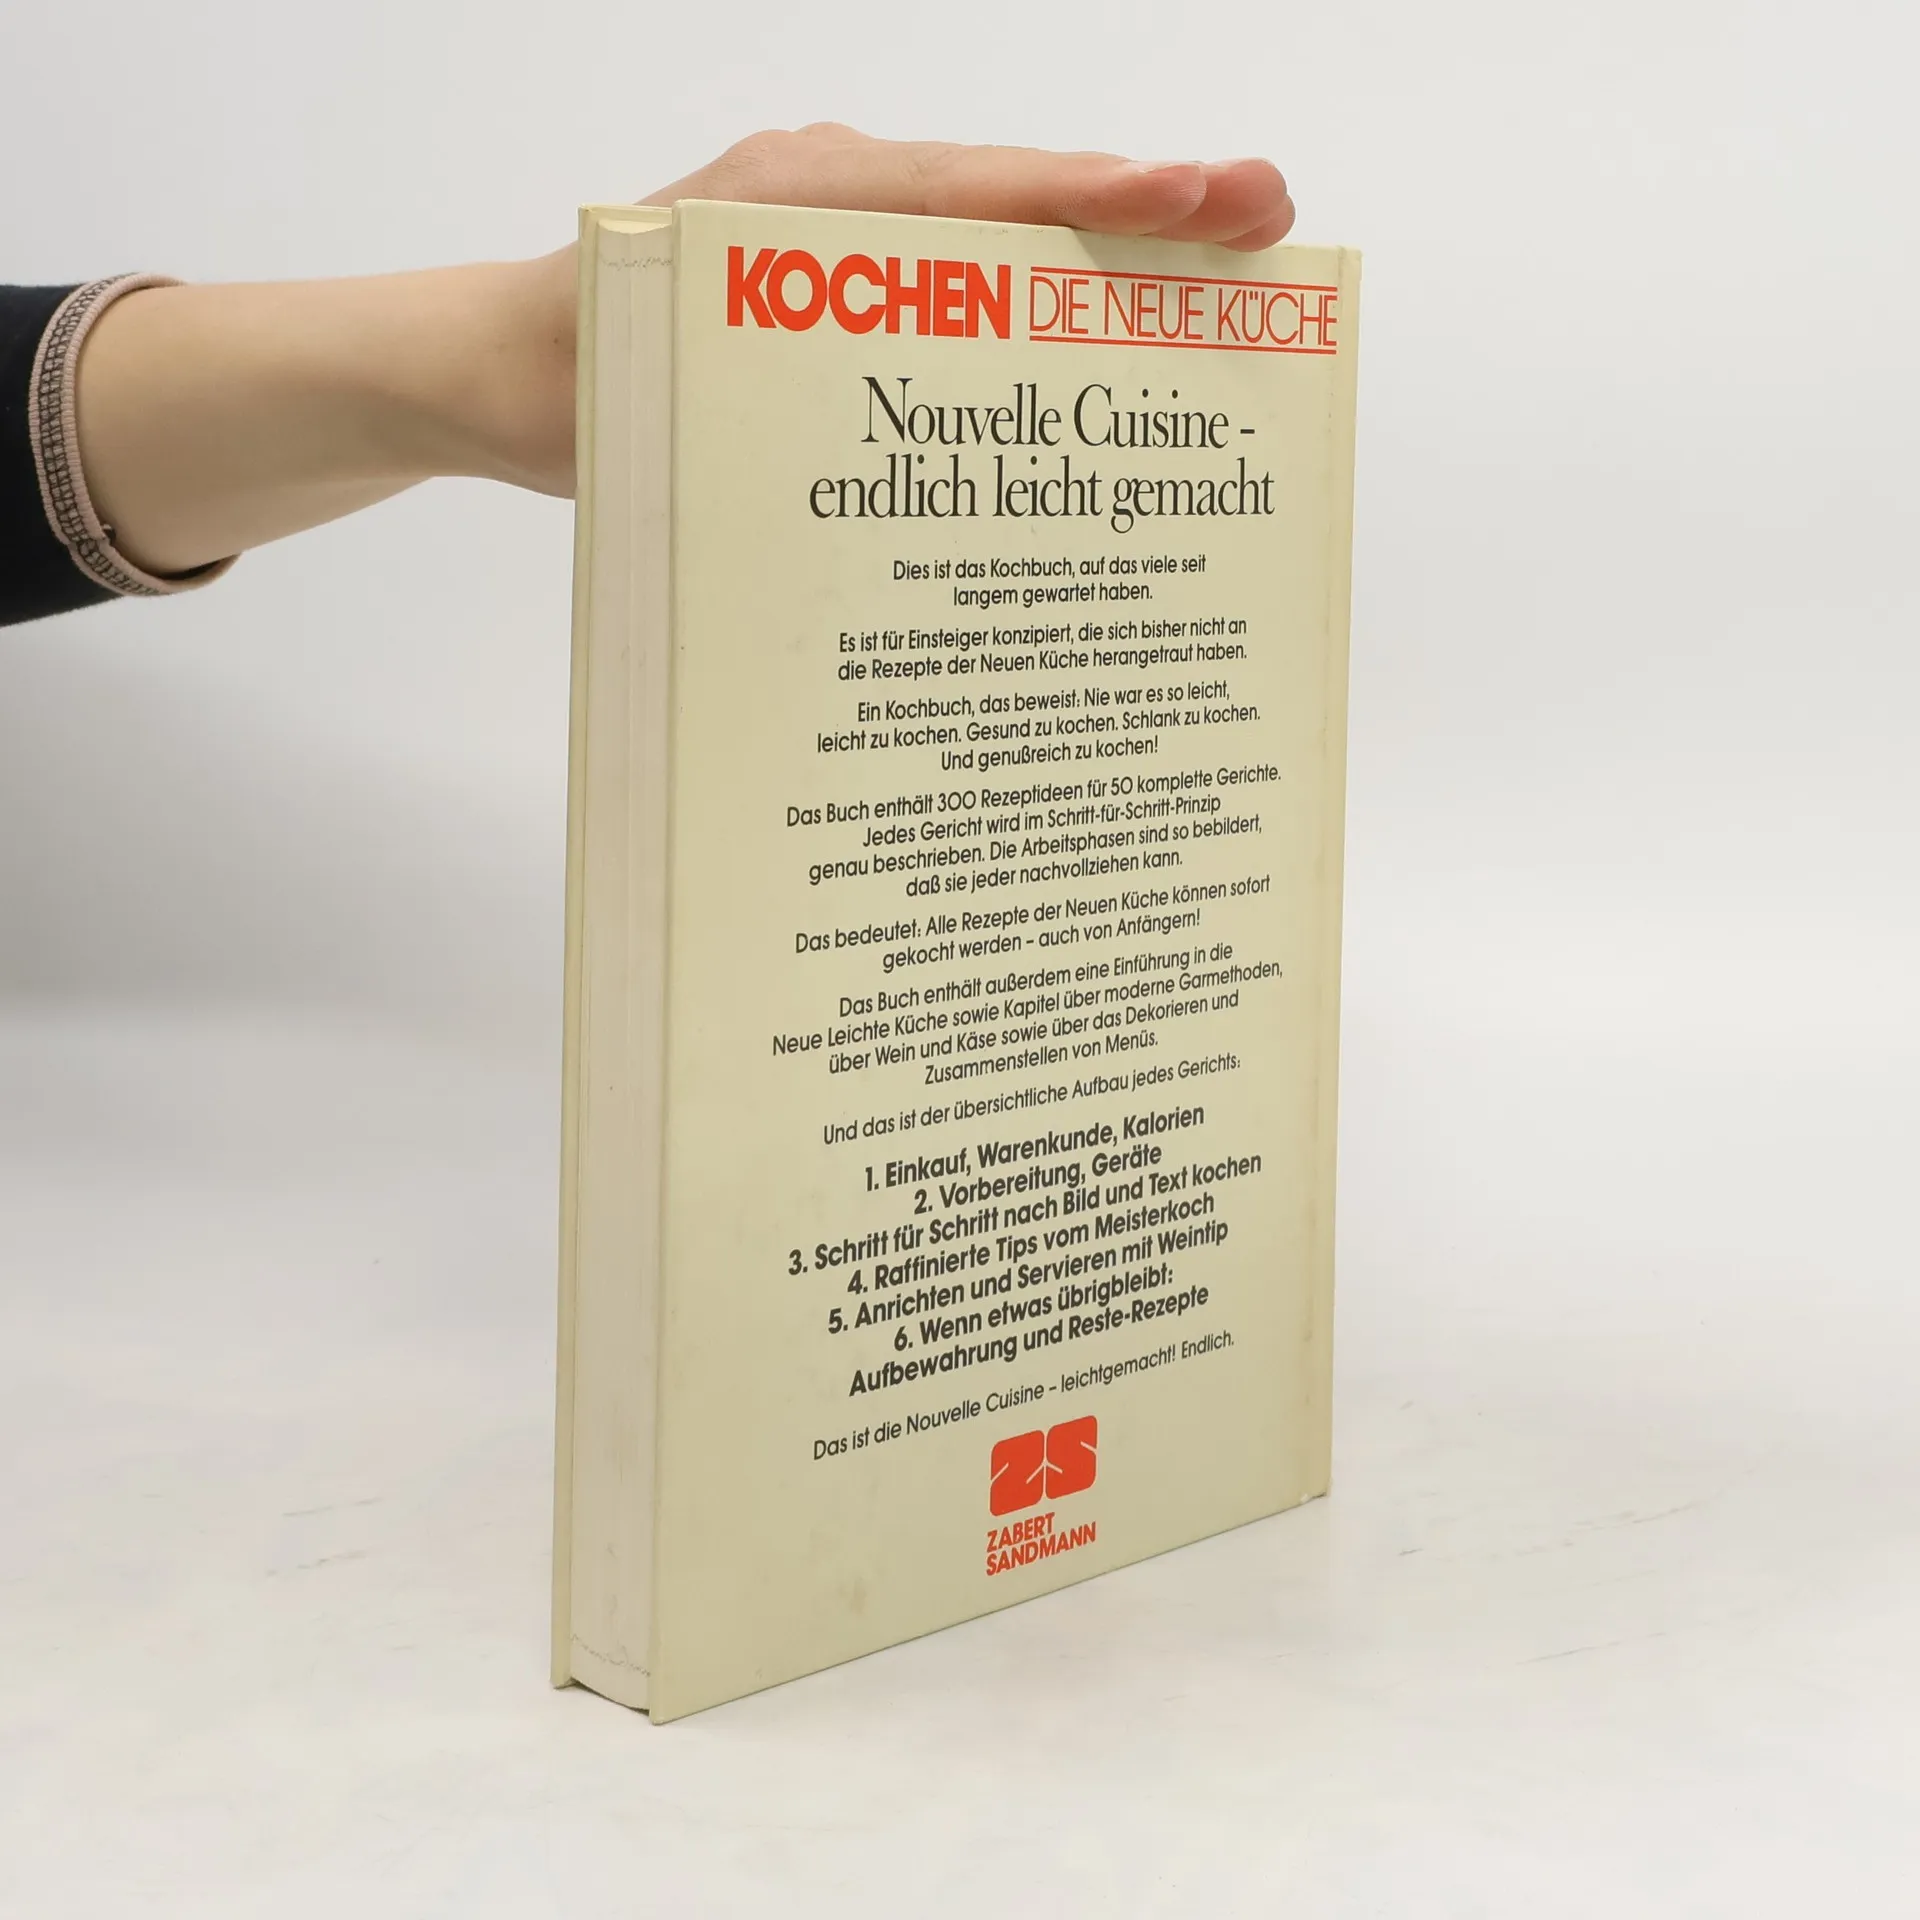 KOCHEN DIE NEUE KÜCHE
Nouvelle Cuisine -
endlich leicht gemacht
Dies ist das Kochbuch, auf das viele seit
langem gewartet haben.
Es ist für Einsteiger konzipiert, die sich bisher nicht an
die Rezepte der Neuen Küche herangetraut haben.
Ein Kochbuch, das beweist: Nie war es so leicht,
leicht zu kochen. Gesund zu kochen. Schlank zu kochen.
Und genußreich zu kochen!
Das Buch enthält 300 Rezeptideen für 50 komplette Gerichte.
Jedes Gericht wird im Schritt-für-Schritt-Prinzip
genau beschrieben. Die Arbeitsphasen sind so bebildert,
daß sie jeder nachvollziehen kann.
Das bedeutet: Alle Rezepte der Neuen Küche können sofort
gekocht werden – auch von Anfängern!
Das Buch enthält außerdem eine Einführung in die
Neue Leichte Küche sowie Kapitel über moderne Garmethoden,
über Wein und Käse sowie über das Dekorieren und
Zusammenstellen von Menüs.
Und das ist der übersichtliche Aufbau jedes Gerichts:
1. Einkauf, Warenkunde, Kalorien
2. Vorbereitung, Geräte
3. Schritt für Schritt nach Bild und Text kochen
4. Raffinierte Tips vom Meisterkoch
5. Anrichten und Servieren mit Weintip
6. Wenn etwas übrigbleibt:
Aufbewahrung und Reste-Rezepte
Das ist die Nouvelle Cuisine – leichtgemacht! Endlich.
ZS
ZABERT
SANDMANN